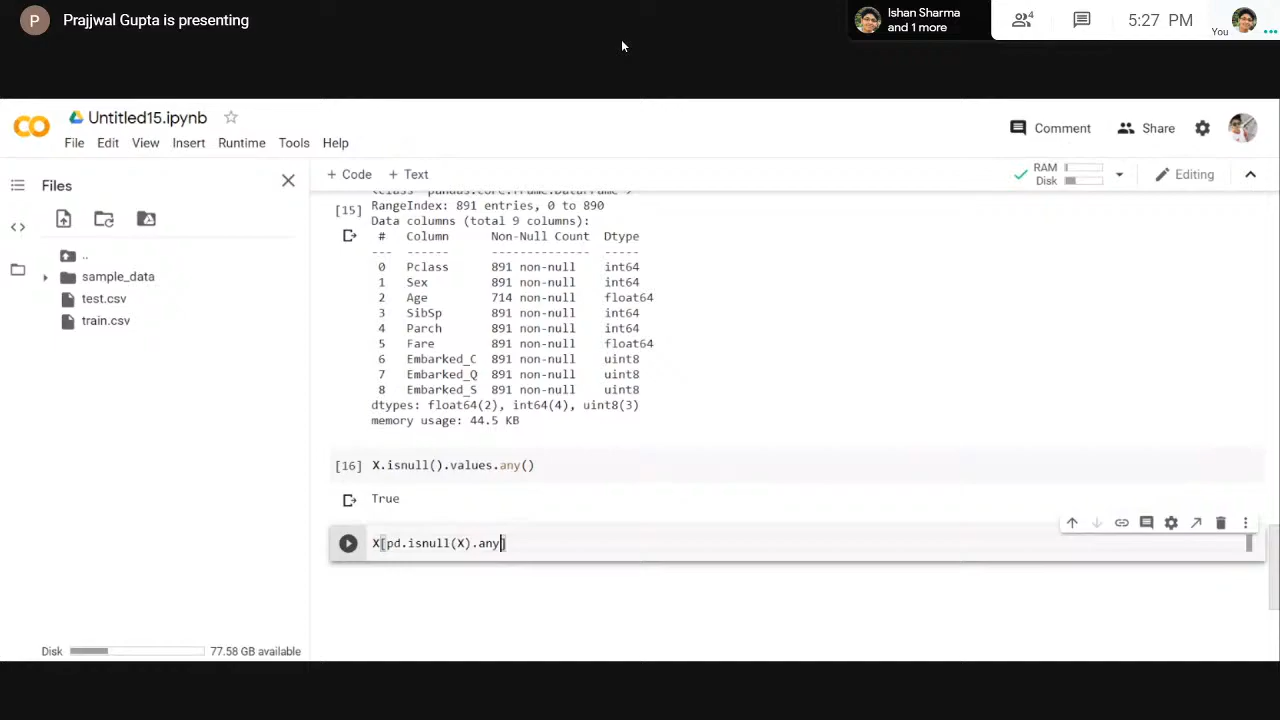 P
Prajjwal Gupta is presenting
Ishan Sharma
and 1 more
4
5:27 PM
You
Untitled15.ipynb
File Edit View Insert Runtime Tools Help
Comment
Share
Files
+ Code + Text
RAM
Disk
Editing
..
sample_data
test.csv
train.csv
<class 'pandas.core.frame.DataFrame'>
[15] RangeIndex: 891 entries, 0 to 890
Data columns (total 9 columns):
# Column Non-Null Count Dtype
--- ------ -------------- -----
0 Pclass 891 non-null int64
1 Sex 891 non-null int64
2 Age 714 non-null float64
3 SibSp 891 non-null int64
4 Parch 891 non-null int64
5 Fare 891 non-null float64
6 Embarked_C 891 non-null uint8
7 Embarked_Q 891 non-null uint8
8 Embarked_S 891 non-null uint8
dtypes: float64(2), int64(4), uint8(3)
memory usage: 44.5 KB
[16] X.isnull().values.any()
True
X[pd.isnull(X).any]
Disk 77.58 GB available